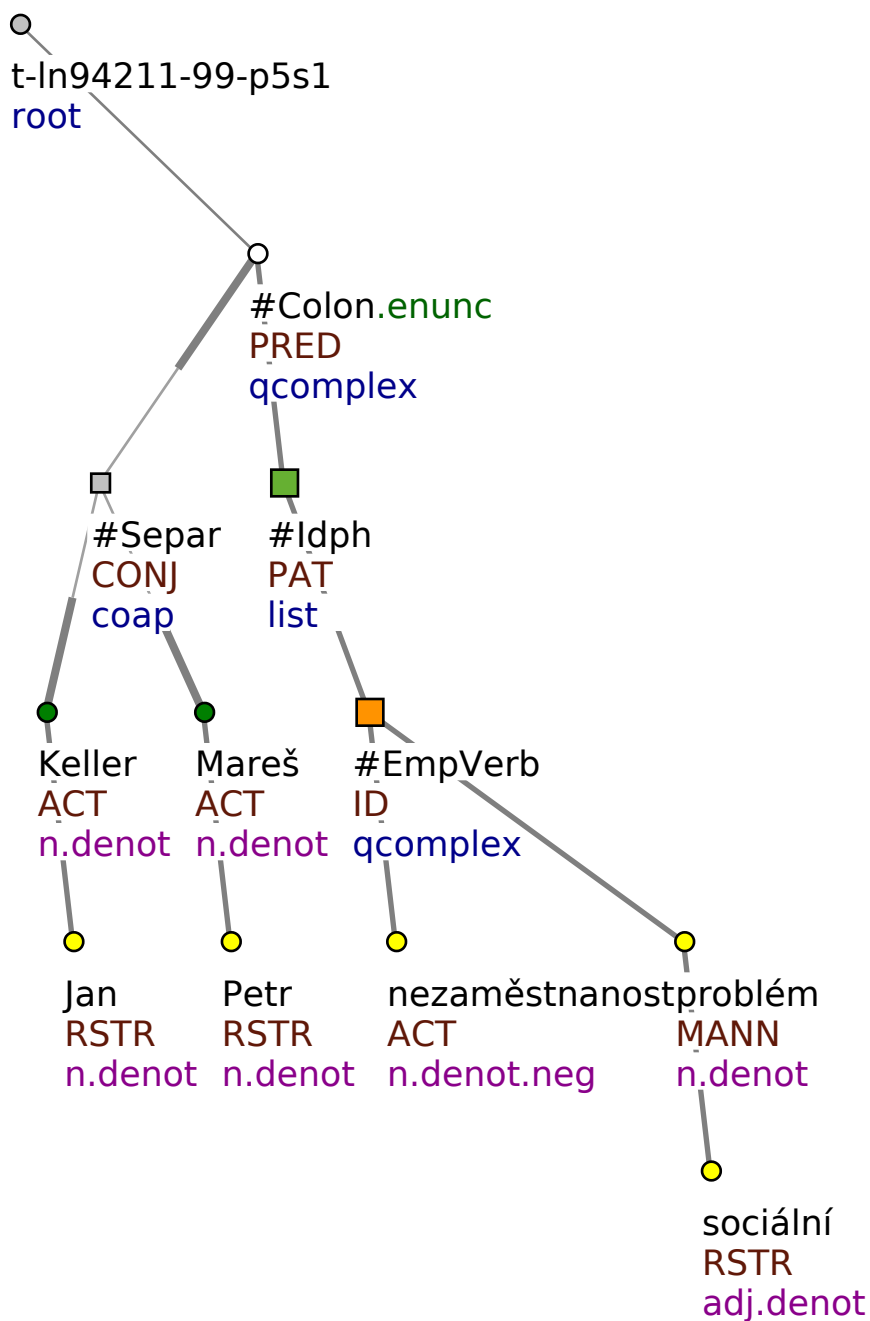 t-ln94211-99-p5s1
root
#Colon.enunc
PRED
qcomplex
#Separ
CONJ
coap
#Idph
PAT
list
Keller
ACT
n.denot
Mareš
ACT
n.denot
#EmpVerb
ID
qcomplex
Jan
RSTR
n.denot
Petr
RSTR
n.denot
nezaměstnanost
ACT
n.denot.neg
problém
MANN
n.denot
sociální
RSTR
adj.denot